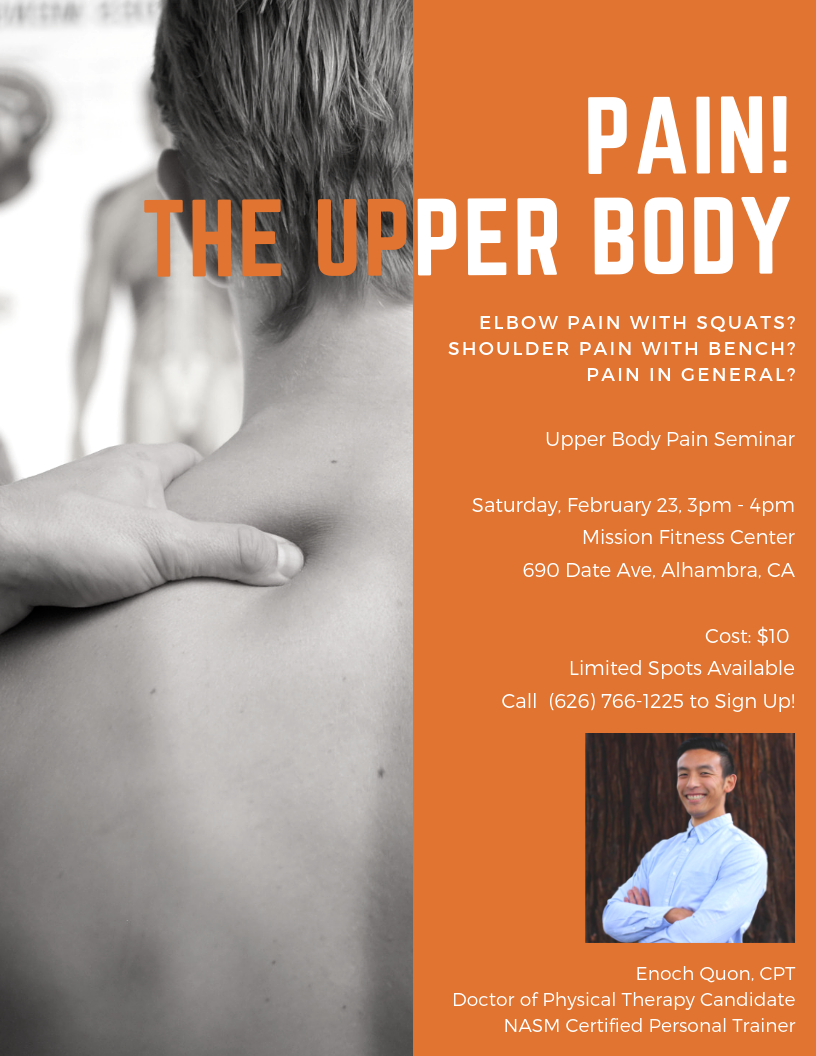 PAIN!
THE UPPER BODY
ELBOW PAIN WITH SQUATS?
SHOULDER PAIN WITH BENCH?
PAIN IN GENERAL?
Upper Body Pain Seminar
Saturday, February 23, 3pm - 4pm
Mission Fitness Center
690 Date Ave, Alhambra, CA
Cost: $10
Limited Spots Available
Call (626) 766-1225 to Sign Up!
Enoch Quon, CPT
Doctor of Physical Therapy Candidate
NASM Certified Personal Trainer